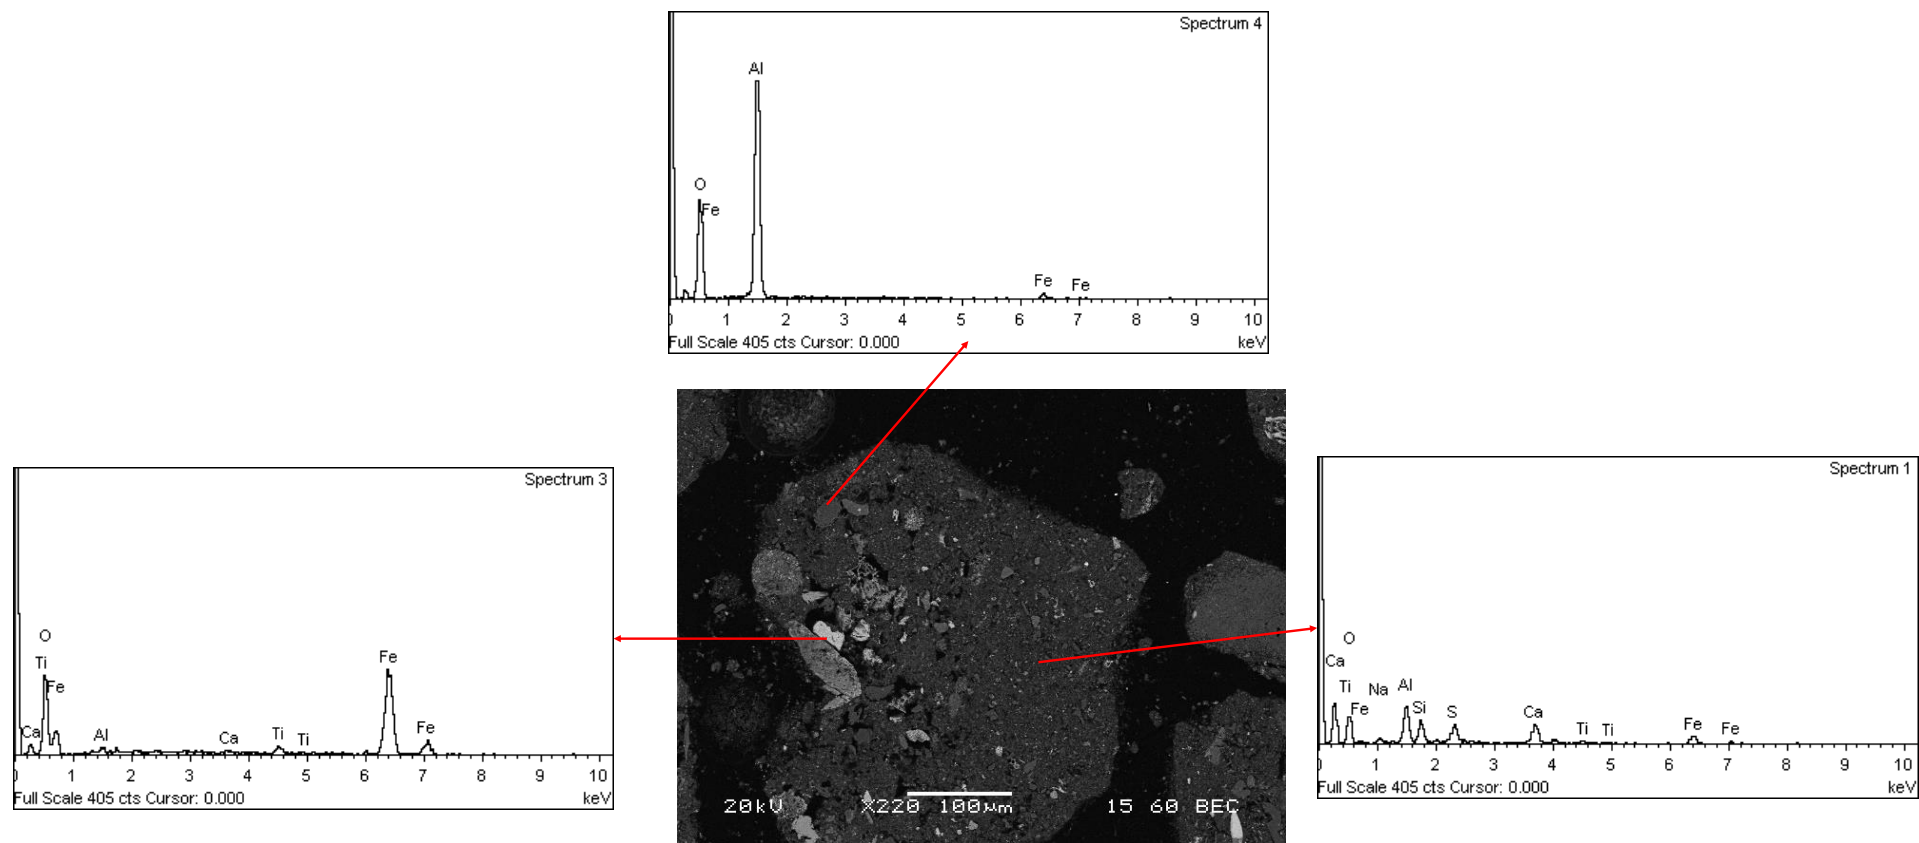 Spectrum 4
Al
O
Fe
Fe Fe
0 1 2 3 4 5 6 7 8 9 10
Full Scale 405 cts Cursor: 0.000 keV
Spectrum 3
O
Ti
Fe
Fe
Ca Al Ca Ti Ti Fe
0 1 2 3 4 5 6 7 8 9 10
Full Scale 405 cts Cursor: 0.000 keV
20kV X220 100µm 15 60 BEC
Spectrum 1
O
Ca
Ti Na Al
Fe Si S Ca Ti Ti Fe Fe
0 1 2 3 4 5 6 7 8 9 10
Full Scale 405 cts Cursor: 0.000 keV